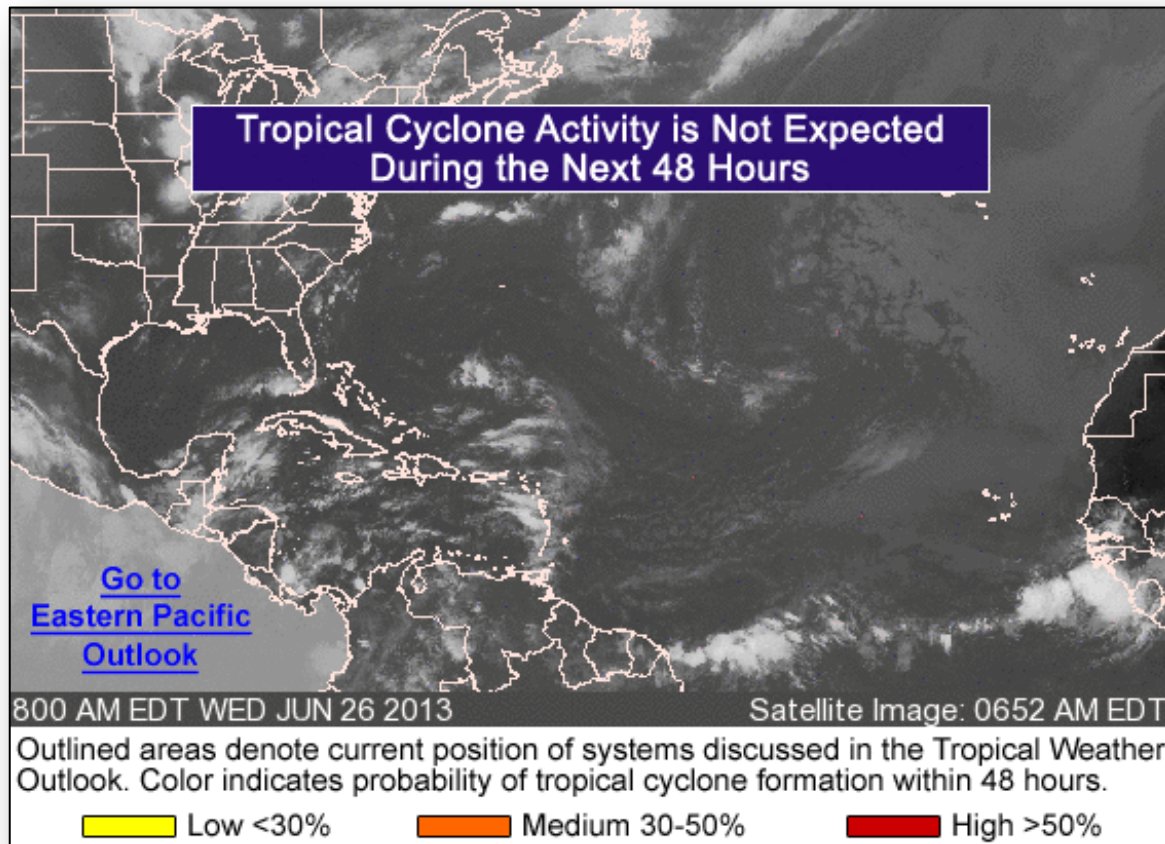 Tropical Cyclone Activity is Not Expected
During the Next 48 Hours
Go to
Eastern Pacific
Outlook
800 AM EDT WED JUN 26 2013
Satellite Image: 0652 AM EDT
Outlined areas denote current position of systems discussed in the Tropical Weather
Outlook. Color indicates probability of tropical cyclone formation within 48 hours.
Low <30%
Medium 30-50%
High >50%